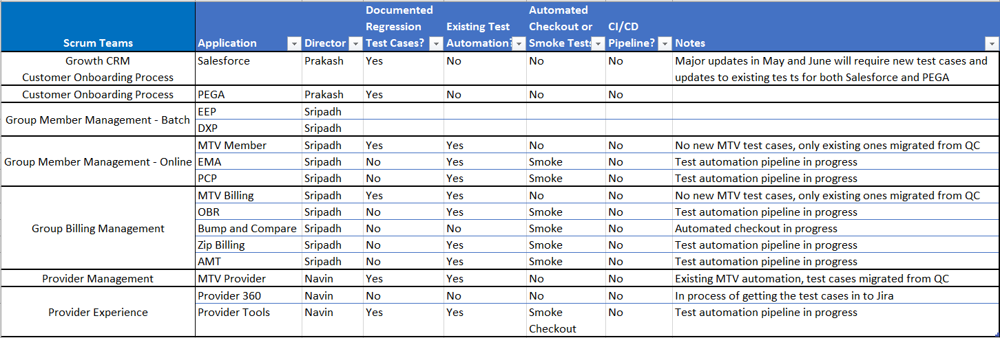 Scrum Teams Application Director Documented Regression Test Cases? Existing Test Automation? Automated Checkout or Smoke Tests CI/CD Pipeline? Notes
Growth CRM Salesforce Prakash Yes No No No Major updates in May and June will require new test cases and
Customer Onboarding Process updates to existing tes ts for both Salesforce and PEGA
Customer Onboarding Process PEGA Prakash Yes No No No
Group Member Management - Batch
EEP Sripadh
DXP Sripadh
Group Member Management - Online
MTV Member Sripadh Yes Yes No No No new MTV test cases, only existing ones migrated from QC
EMA Sripadh No Yes Smoke No Test automation pipeline in progress
PCP Sripadh No Yes Smoke No Test automation pipeline in progress
Group Billing Management
MTV Billing Sripadh Yes Yes No No No new MTV test cases, only existing ones migrated from QC
OBR Sripadh No Yes Smoke No Test automation pipeline in progress
Bump and Compare Sripadh No No Smoke No Automated checkout in progress
Zip Billing Sripadh No Yes Smoke No Test automation pipeline in progress
AMT Sripadh No Yes Smoke No Test automation pipeline in progress
Provider Management MTV Provider Navin Yes Yes No No Existing MTV automation, test cases migrated from QC
Provider Experience
Provider 360 Navin No No No No In process of getting the test cases in to Jira
Provider Tools Navin Yes Yes Smoke No Test automation pipeline in progress
Checkout